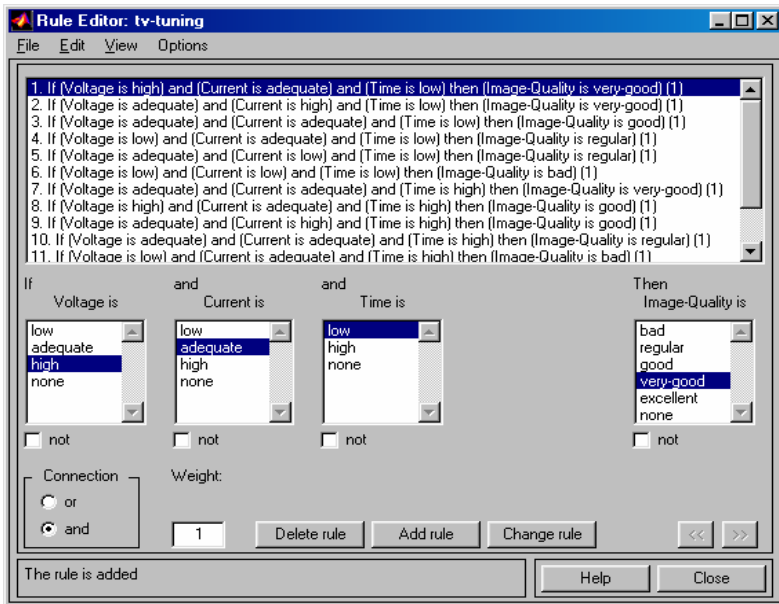 Rule Editor: tv-tuning
File Edit View Options
1. If (Voltage is high) and (Current is adequate) and (Time is low) then (Image-Quality is very-good) (1)
2. If (Voltage is adequate) and (Current is high) and (Time is low) then (Image-Quality is very-good) (1)
3. If (Voltage is adequate) and (Current is adequate) and (Time is low) then (Image-Quality is good) (1)
4. If (Voltage is low) and (Current is adequate) and (Time is low) then (Image-Quality is regular) (1)
5. If (Voltage is adequate) and (Current is low) and (Time is low) then (Image-Quality is regular) (1)
6. If (Voltage is low) and (Current is low) and (Time is low) then (Image-Quality is bad) (1)
7. If (Voltage is adequate) and (Current is adequate) and (Time is high) then (Image-Quality is very-good) (1)
8. If (Voltage is high) and (Current is adequate) and (Time is high) then (Image-Quality is good) (1)
9. If (Voltage is adequate) and (Current is high) and (Time is high) then (Image-Quality is good) (1)
10. If (Voltage is adequate) and (Current is adequate) and (Time is high) then (Image-Quality is regular) (1)
11. If (Voltage is low) and (Current is adequate) and (Time is high) then (Image-Quality is bad) (1)
If and and Then
Voltage is Current is Time is Image-Quality is
low
adequate
high
none
low
adequate
high
none
low
high
none
bad
regular
good
very-good
excellent
none
not not not not
Connection Weight:
or
and
1 Delete rule Add rule Change rule << >>
The rule is added Help Close